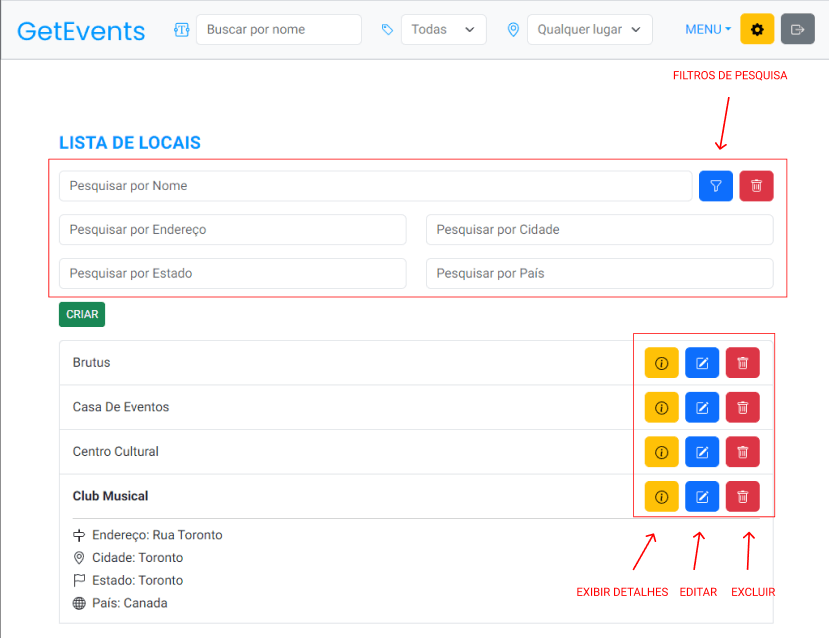 GetEvents
Buscar por nome
Todas
Qualquer lugar
MENU
FILTROS DE PESQUISA
LISTA DE LOCAIS
Pesquisar por Nome
Pesquisar por Endereço
Pesquisar por Cidade
Pesquisar por Estado
Pesquisar por País
CRIAR
Brutus
Casa De Eventos
Centro Cultural
Club Musical
Endereço: Rua Toronto
Cidade: Toronto
Estado: Toronto
País: Canada
EXIBIR DETALHES
EDITAR
EXCLUIR